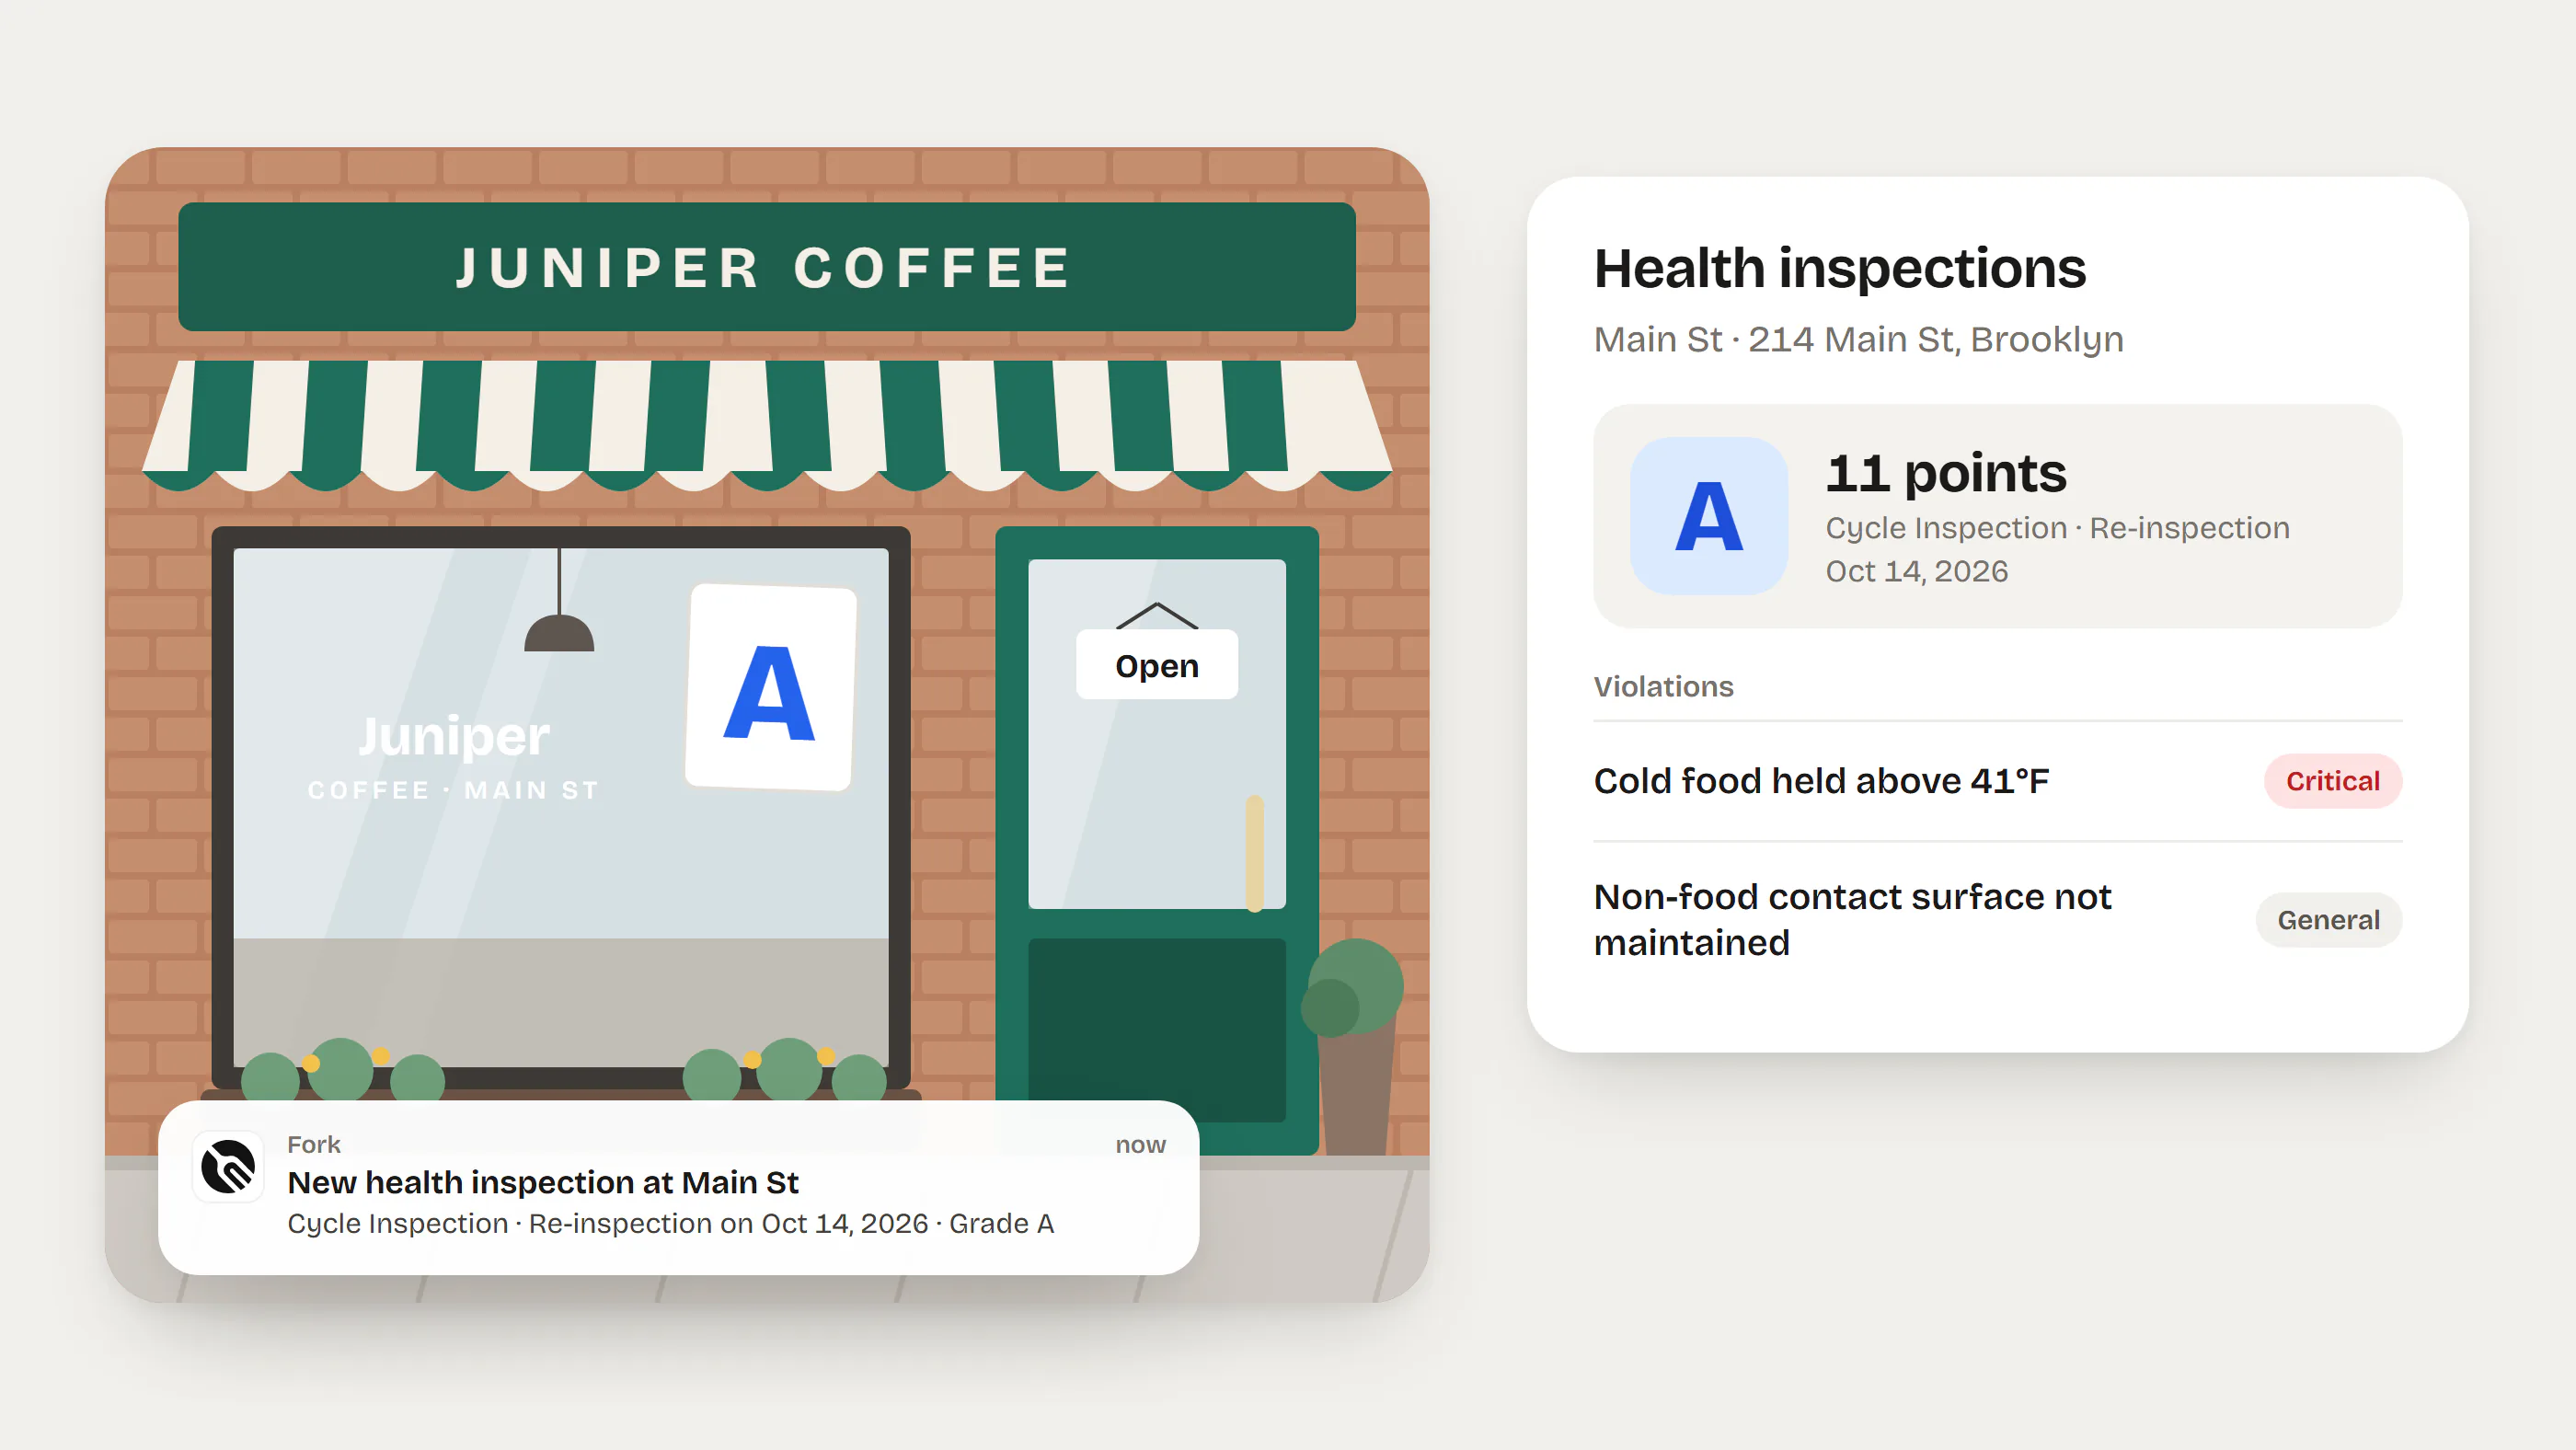 JUNIPER COFFEE
A
Open
Juniper
COFFEE · MAIN ST
Fork
now
New health inspection at Main St
Cycle Inspection · Re-inspection on Oct 14, 2026 · Grade A
Health inspections
Main St · 214 Main St, Brooklyn
A
11 points
Cycle Inspection · Re-inspection
Oct 14, 2026
Violations
Cold food held above 41°F
Critical
Non-food contact surface not
maintained
General